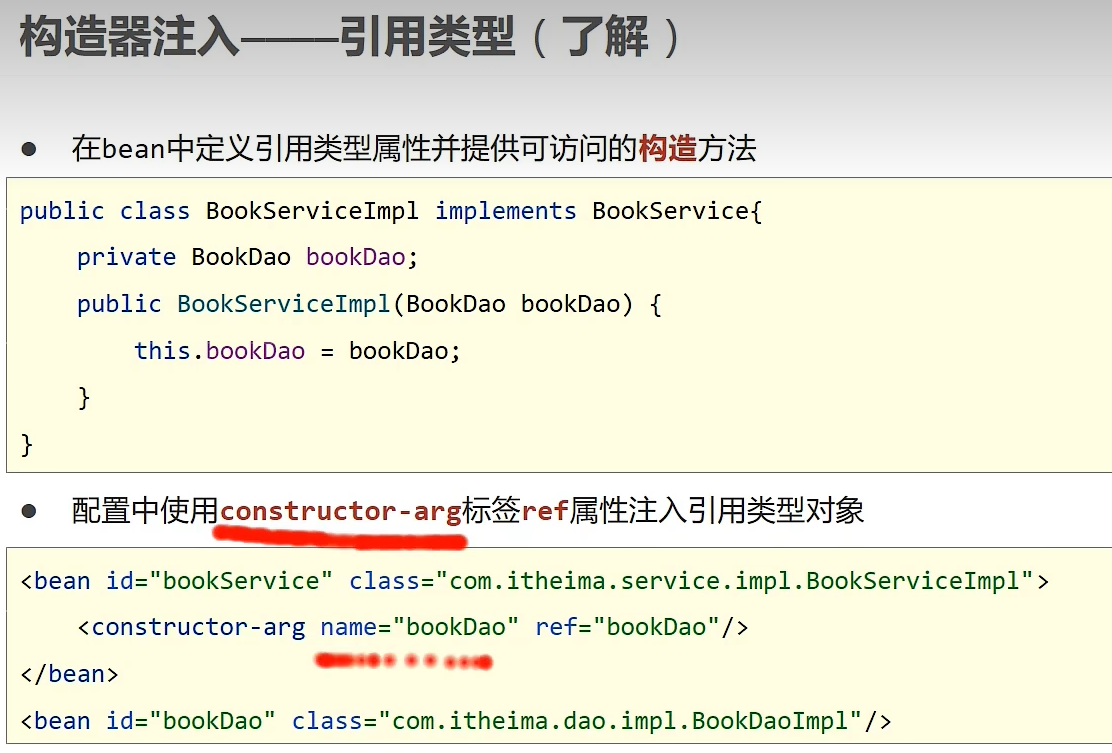 构造器注入————引用类型（了解）
● 在bean中定义引用类型属性并提供可访问的构造方法
public class BookServiceImpl implements BookService{
    private BookDao bookDao;
    public BookServiceImpl(BookDao bookDao) {
        this.bookDao = bookDao;
    }
}
● 配置中使用constructor-arg标签ref属性注入引用类型对象
<bean id="bookService" class="com.itheima.service.impl.BookServiceImpl">
    <constructor-arg name="bookDao" ref="bookDao"/>
</bean>
<bean id="bookDao" class="com.itheima.dao.impl.BookDaoImpl"/>